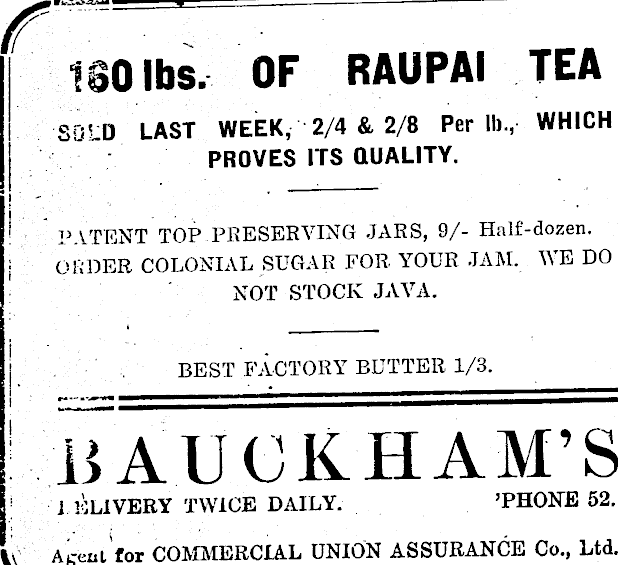 160 lbs. OF RAUPAI TEA
SOLD LAST WEEK, 2/4 & 2/8 Per lb., WHICH
PROVES ITS QUALITY.
PATENT TOP PRESERVING JARS, 9/- Half-dozen.
ORDER COLONIAL SUGAR FOR YOUR JAM. WE DO
NOT STOCK JAVA.
BEST FACTORY BUTTER 1/3.
BAUCKHAM'S
DELIVERY TWICE DAILY. 'PHONE 52.
Agent for COMMERCIAL UNION ASSURANCE Co., Ltd.